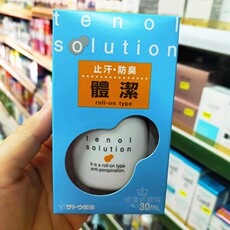 tenol
solution
止汗・防臭
體潔
roll-on type
tenol
solution
it is a roll-on type
anti-perspiration.
サトウ製薬
30mL